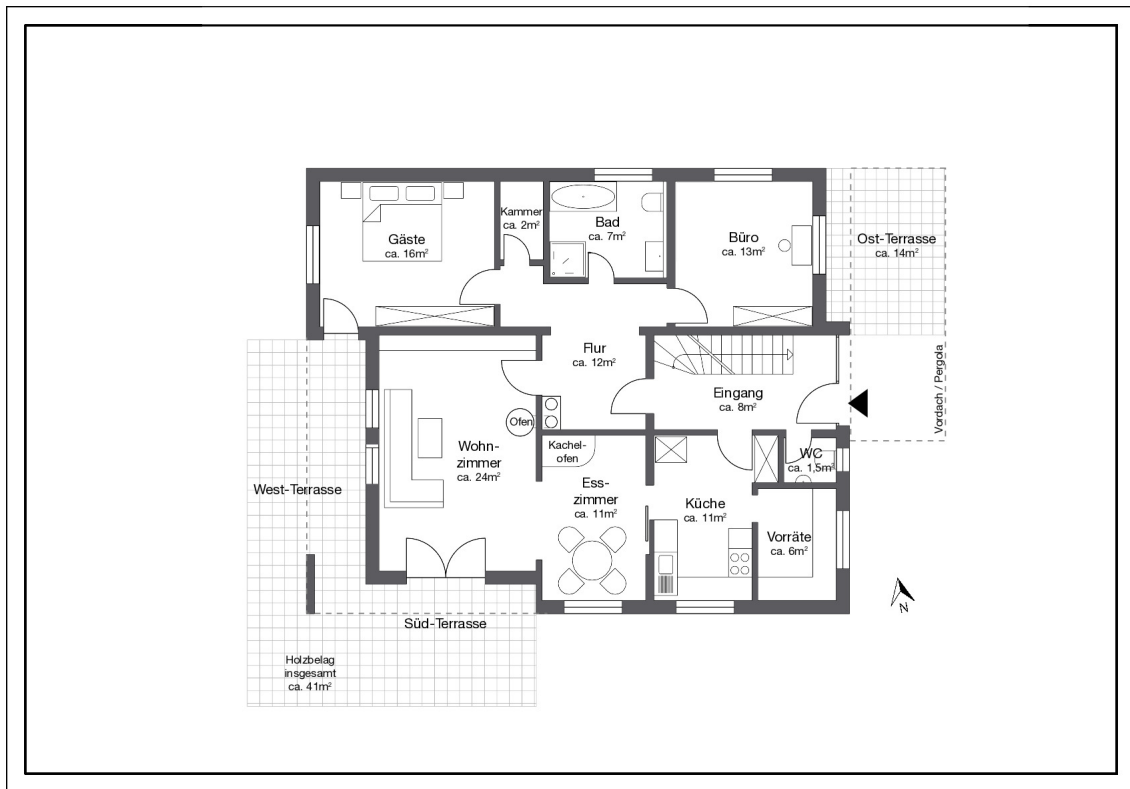 Gäste
ca. 16m²
Kammer
ca. 2m²
Bad
ca. 7m²
Büro
ca. 13m²
Ost-Terrasse
ca. 14m²
Flur
ca. 12m²
Eingang
ca. 8m²
Vordach / Pergola
Ofen
Wohn-
zimmer
ca. 24m²
Kachel-
ofen
Ess-
zimmer
ca. 11m²
Küche
ca. 11m²
WC
ca. 1,5m²
Vorräte
ca. 6m²
West-Terrasse
Süd-Terrasse
Holzbelag
insgesamt
ca. 41m²
N